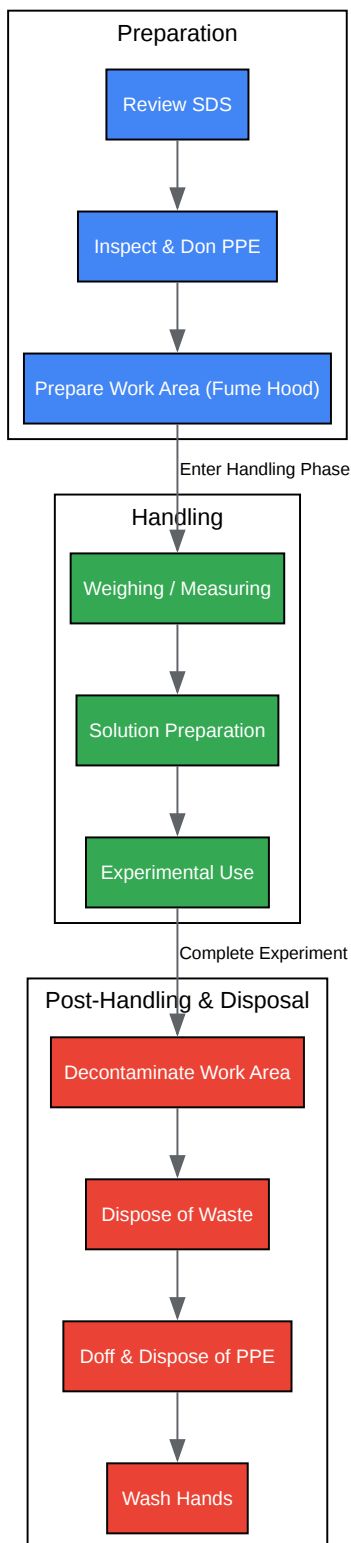 Preparation
Review SDS
Inspect & Don PPE
Prepare Work Area (Fume Hood)
Enter Handling Phase
Handling
Weighing / Measuring
Solution Preparation
Experimental Use
Complete Experiment
Post-Handling & Disposal
Decontaminate Work Area
Dispose of Waste
Doff & Dispose of PPE
Wash Hands